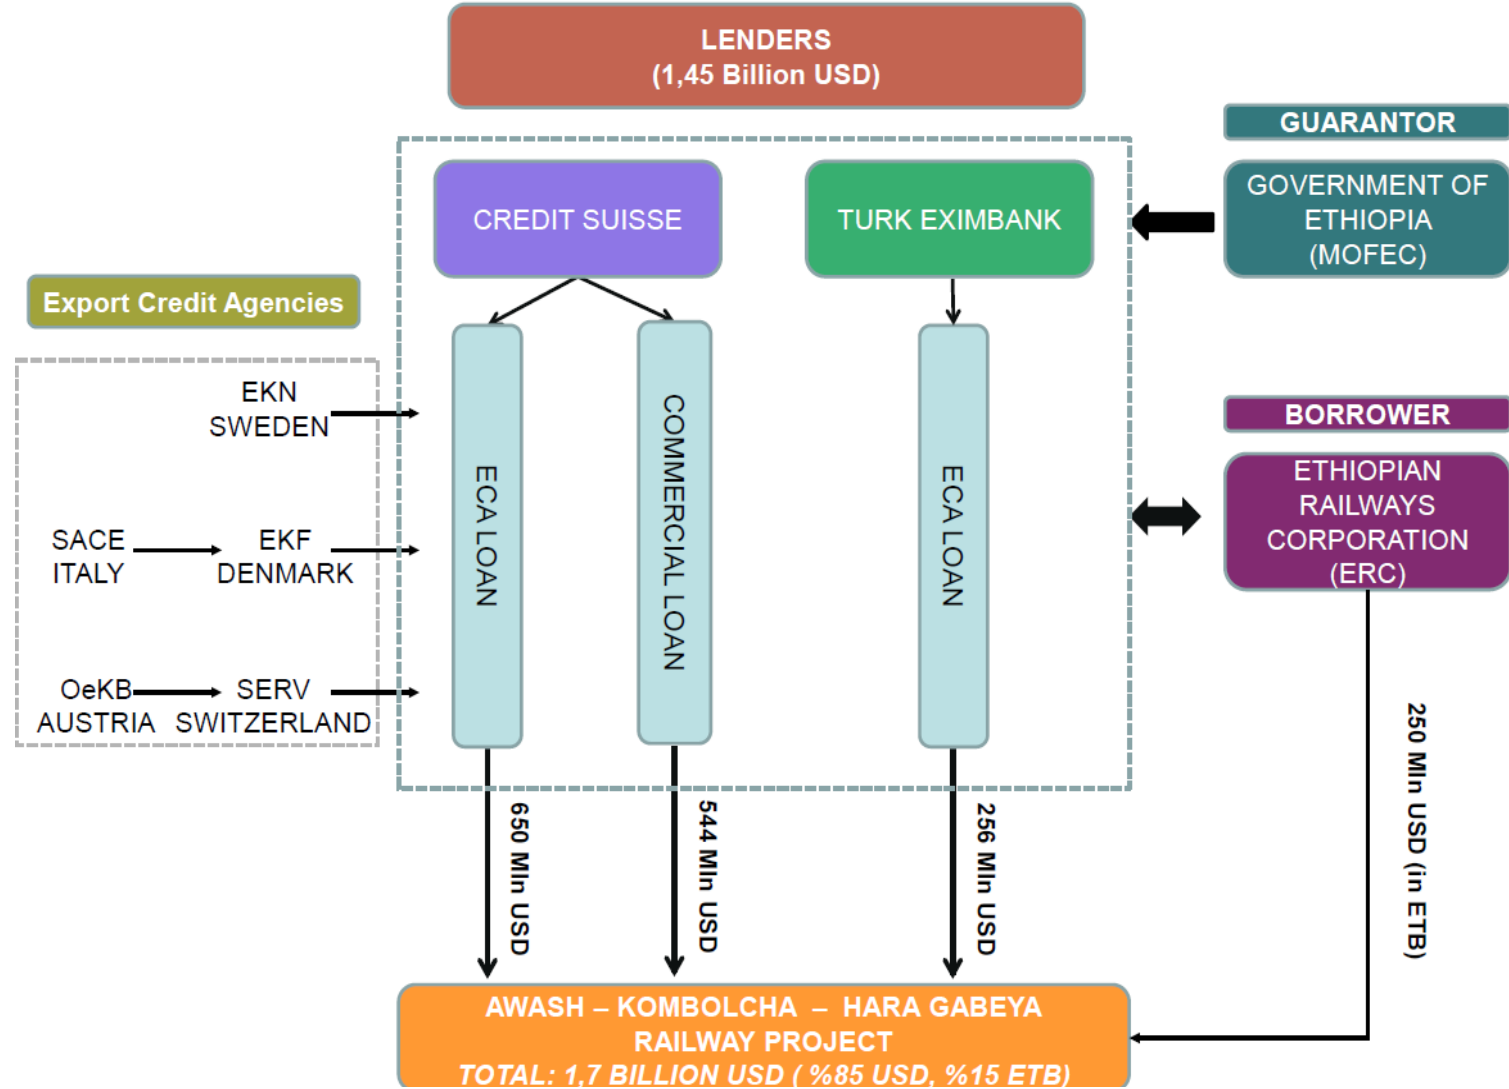 LENDERS
(1,45 Billion USD)
GUARANTOR
GOVERNMENT OF
ETHIOPIA
(MOFEC)
CREDIT SUISSE
TURK EXIMBANK
Export Credit Agencies
EKN
SWEDEN
SACE
ITALY
EKF
DENMARK
OeKB
AUSTRIA
SERV
SWITZERLAND
ECA LOAN
COMMERCIAL LOAN
ECA LOAN
BORROWER
ETHIOPIAN
RAILWAYS
CORPORATION
(ERC)
650 Mln USD
544 Mln USD
256 Mln USD
250 Mln USD (in ETB)
AWASH – KOMBOLCHA – HARA GABEYA
RAILWAY PROJECT
TOTAL: 1,7 BILLION USD ( %85 USD, %15 ETB)